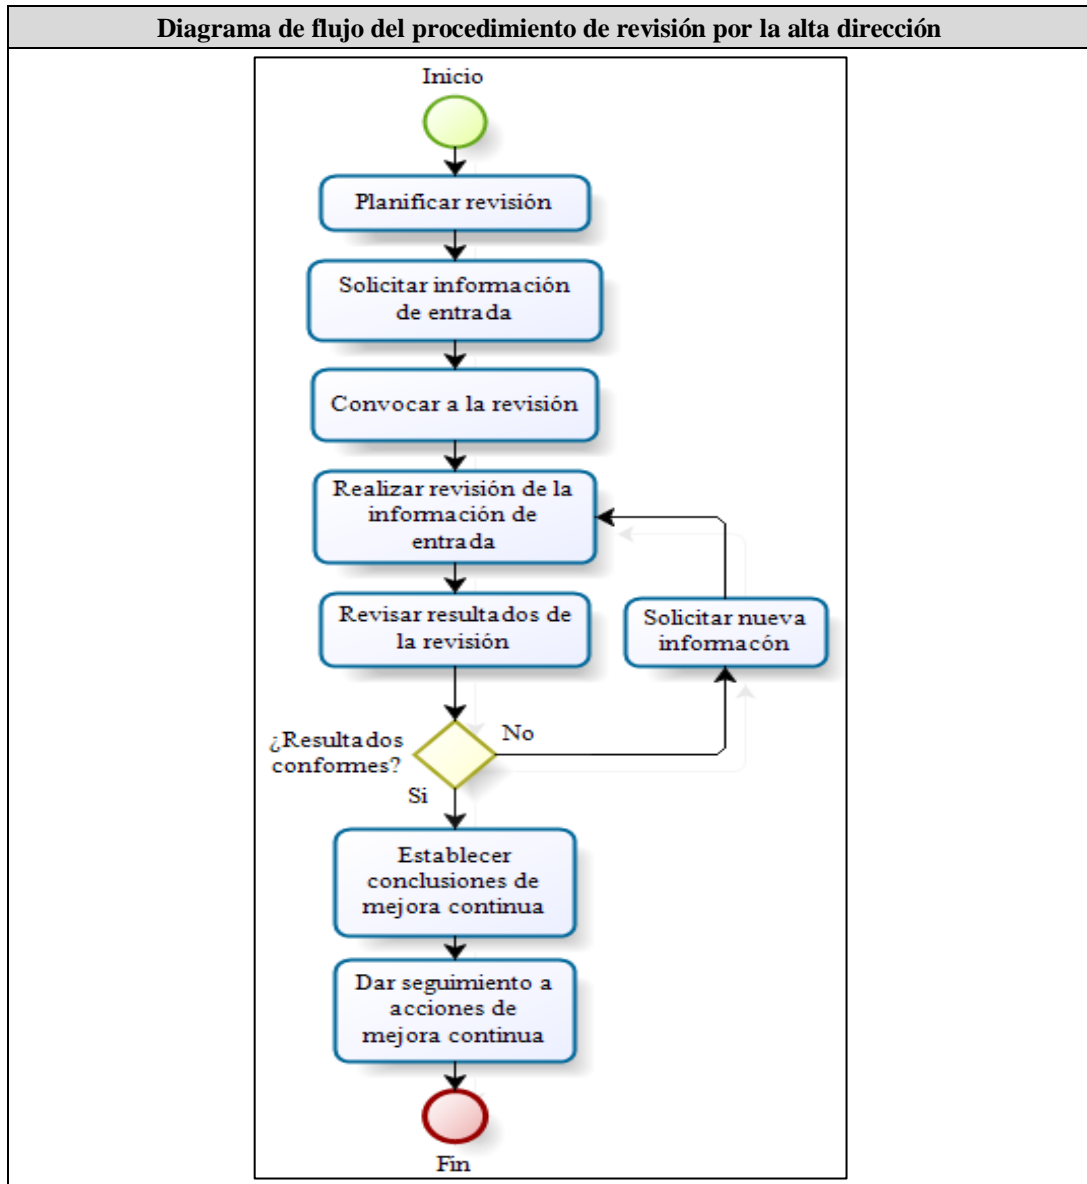 Diagrama de flujo del procedimiento de revisión por la alta dirección
Inicio
Planificar revisión
Solicitar información
de entrada
Convocar a la revisión
Realizar revisión de la
información de
entrada
Revisar resultados de
la revisión
Solicitar nueva
informacón
¿Resultados
conformes?
No
Si
Establecer
conclusiones de
mejora continua
Dar seguimiento a
acciones de
mejora continua
Fin